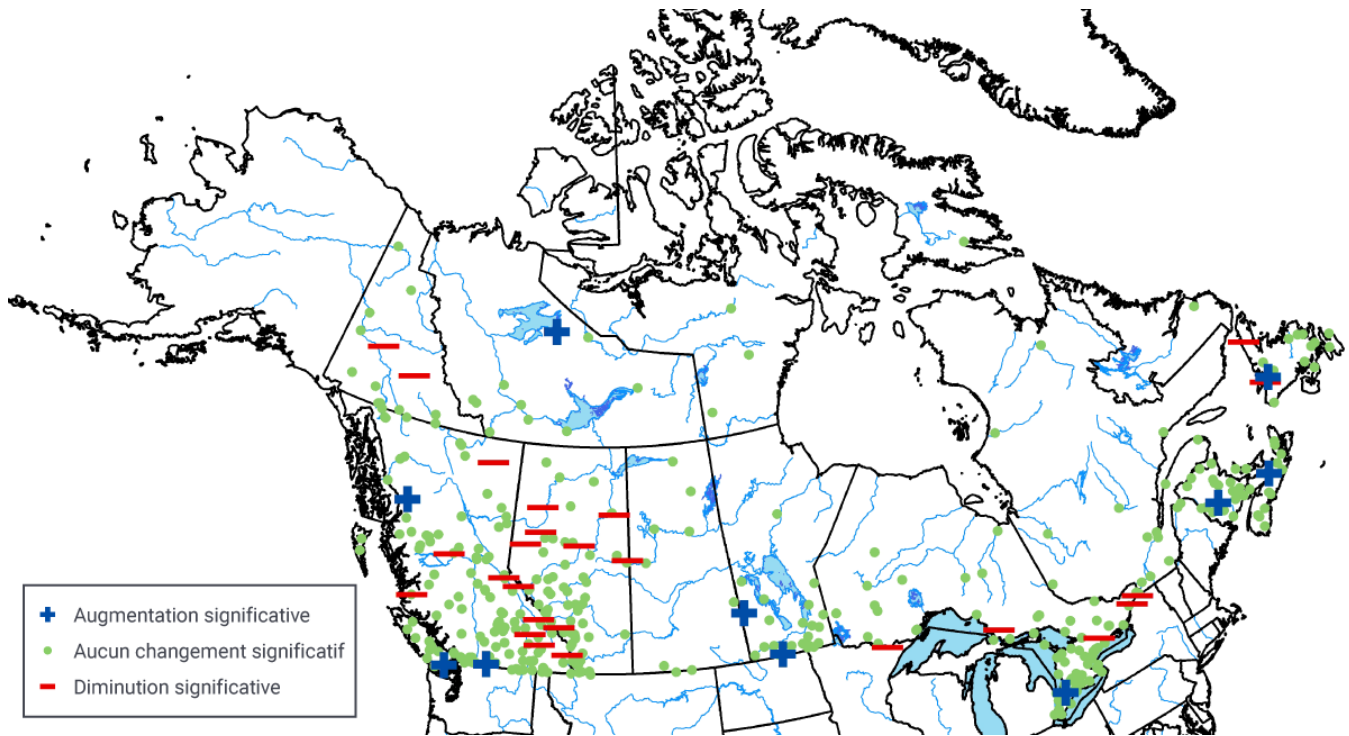 Augmentation significative
Aucun changement significatif
Diminution significative